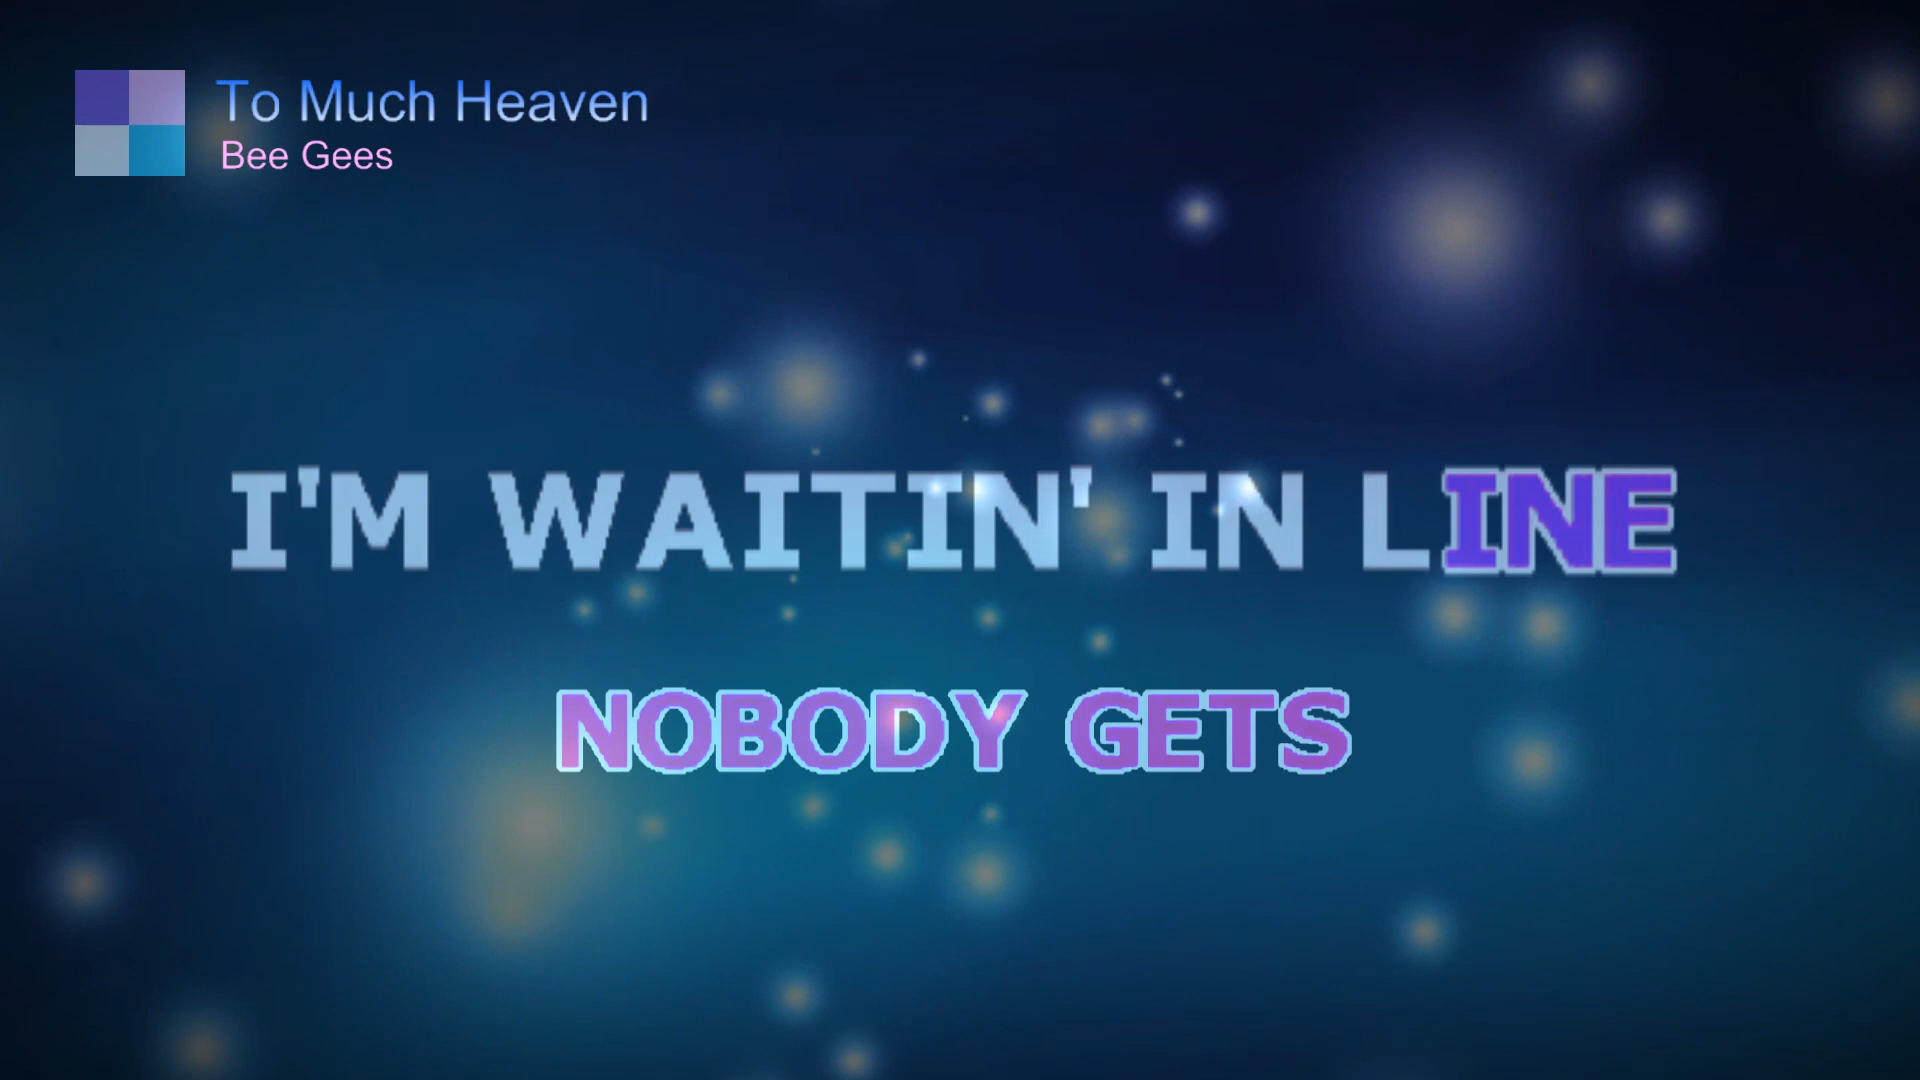 To Much Heaven
Bee Gees
I'M WAITIN' IN LINE
NOBODY GETS